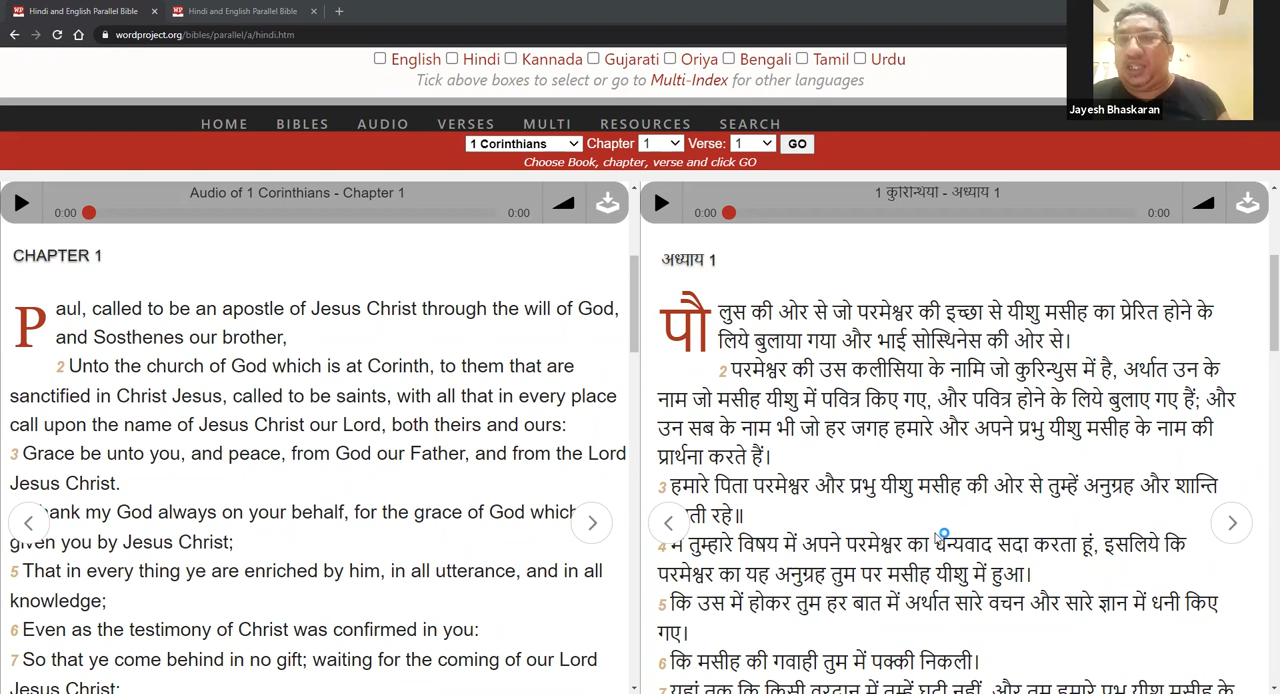 Hindi and English Parallel Bible
Hindi and English Parallel Bible
wordproject.org/bibles/parallel/a/hindi.htm
English Hindi Kannada Gujarati Oriya Bengali Tamil Urdu
Tick above boxes to select or go to Multi-Index for other languages
Jayesh Bhaskaran
HOME BIBLES AUDIO VERSES MULTI RESOURCES SEARCH
1 Corinthians Chapter 1 Verse: 1 GO
Choose Book, chapter, verse and click GO
Audio of 1 Corinthians - Chapter 1
0:00 0:00
CHAPTER 1
Paul, called to be an apostle of Jesus Christ through the will of God,
and Sosthenes our brother,
2 Unto the church of God which is at Corinth, to them that are
sanctified in Christ Jesus, called to be saints, with all that in every place
call upon the name of Jesus Christ our Lord, both theirs and ours:
3 Grace be unto you, and peace, from God our Father, and from the Lord
Jesus Christ.
hank my God always on your behalf, for the grace of God which
given you by Jesus Christ;
5 That in every thing ye are enriched by him, in all utterance, and in all
knowledge;
6 Even as the testimony of Christ was confirmed in you:
7 So that ye come behind in no gift; waiting for the coming of our Lord
Jesus Christ:
1 कुरिन्थियों - अध्याय 1
0:00 0:00
अध्याय 1
पौलुस की ओर से जो परमेश्वर की इच्छा से यीशु मसीह का प्रेरित होने के
लिये बुलाया गया और भाई सोस्थिनेस की ओर से।
2 परमेश्वर की उस कलीसिया के नामि जो कुरिन्थुस में है, अर्थात उन के
नाम जो मसीह यीशु में पवित्र किए गए, और पवित्र होने के लिये बुलाए गए हैं; और
उन सब के नाम भी जो हर जगह हमारे और अपने प्रभु यीशु मसीह के नाम की
प्रार्थना करते हैं।
3 हमारे पिता परमेश्वर और प्रभु यीशु मसीह की ओर से तुम्हें अनुग्रह और शान्ति
ती रहे॥
4 मैं तुम्हारे विषय में अपने परमेश्वर का धन्यवाद सदा करता हूं, इसलिये कि
परमेश्वर का यह अनुग्रह तुम पर मसीह यीशु में हुआ।
5 कि उस में होकर तुम हर बात में अर्थात सारे वचन और सारे ज्ञान में धनी किए
गए।
6 कि मसीह की गवाही तुम में पक्की निकली।
7 यहां तक कि किसी वरदान में तुम्हें घटी नहीं, और तुम हमारे प्रभु यीशु मसीह के